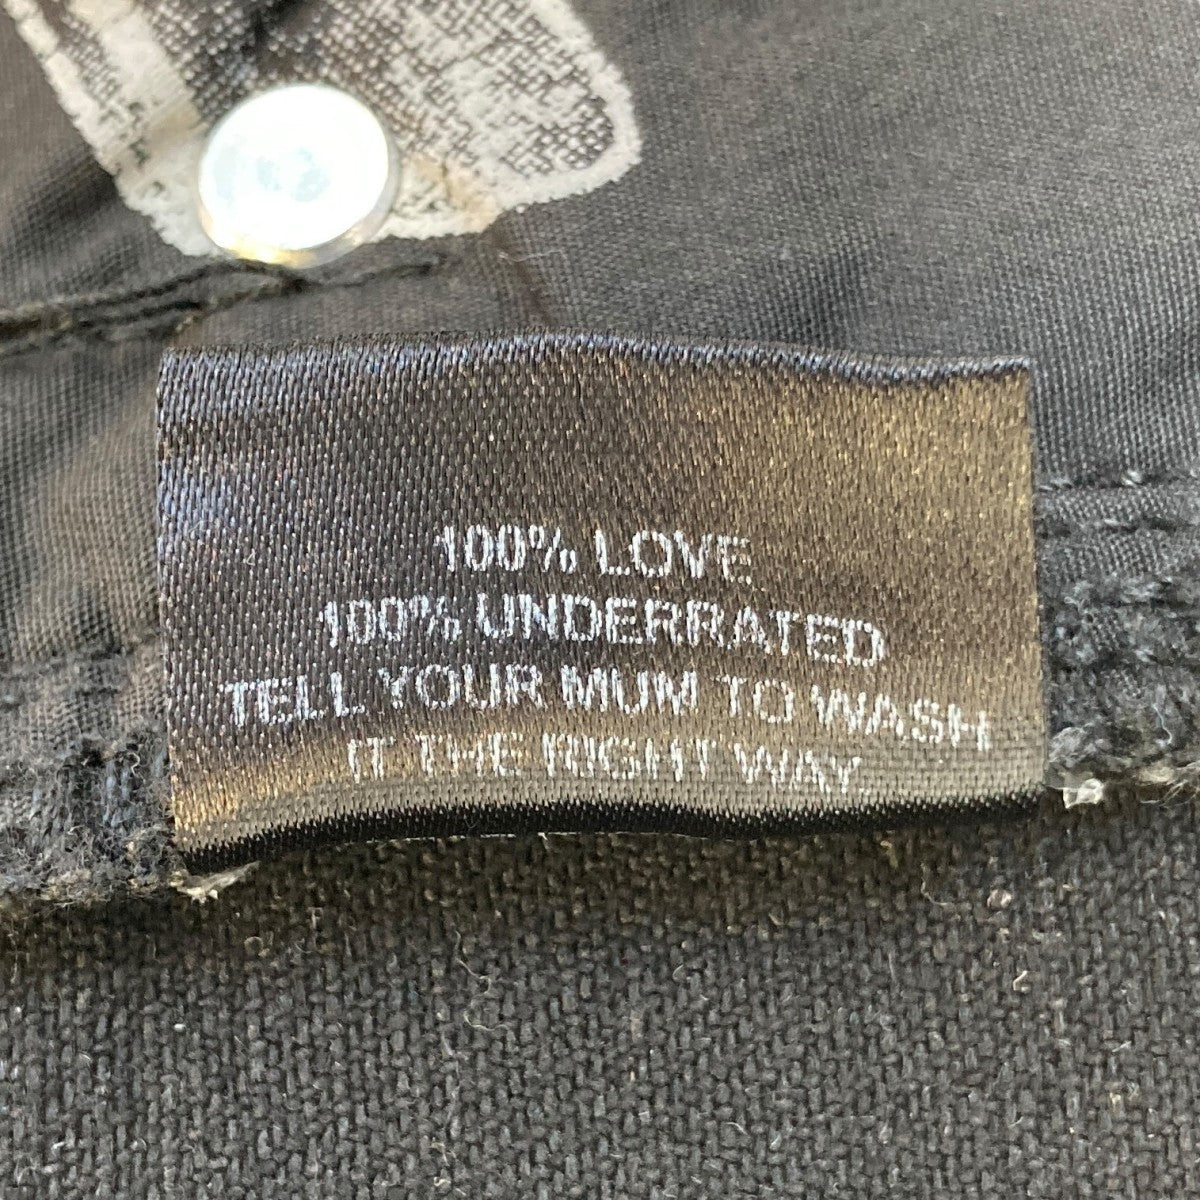 100% LOVE
100% UNDERRATED
TELL YOUR MUM TO WASH
IT THE RIGHT WAY.